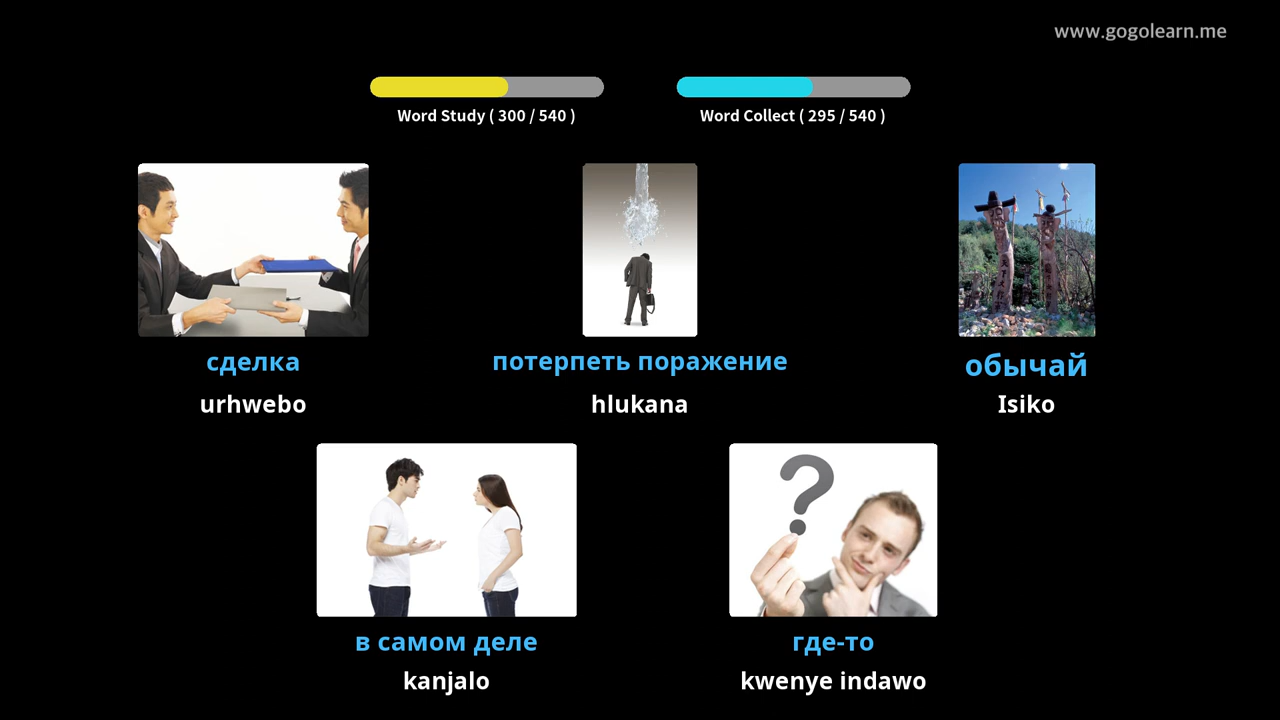 www.gogolearn.me
Word Study ( 300 / 540 )
Word Collect ( 295 / 540 )
сделка
потерпеть поражение
обычай
urhwebo
hlukana
Isiko
в самом деле
где-то
kanjalo
kwenye indawo